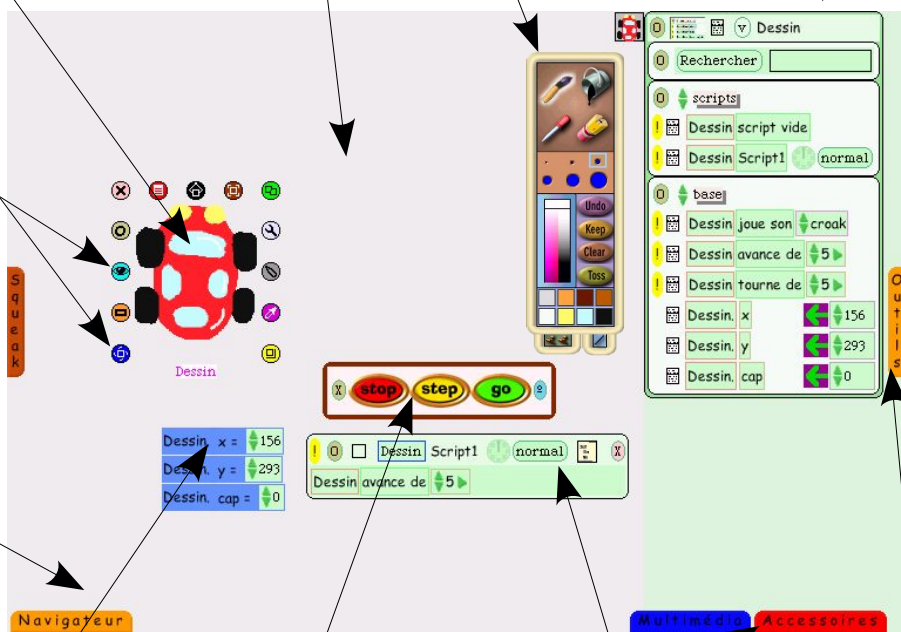 Dessin
Rechercher
scripts
! Dessin script vide
! Dessin Script1 normal
base
! Dessin joue son croak
! Dessin avance de 5
! Dessin tourne de 5
Dessin. x 156
Dessin. y 293
Dessin. cap 0
Undo
Keep
Clear
Toss
Squeak
Outils
Dessin
stop step go
Dessin. x = 156
Dessin. y = 293
Dessin. cap = 0
! Dessin Script1 normal
Dessin avance de 5
Navigateur
Multimédia
Accessoires